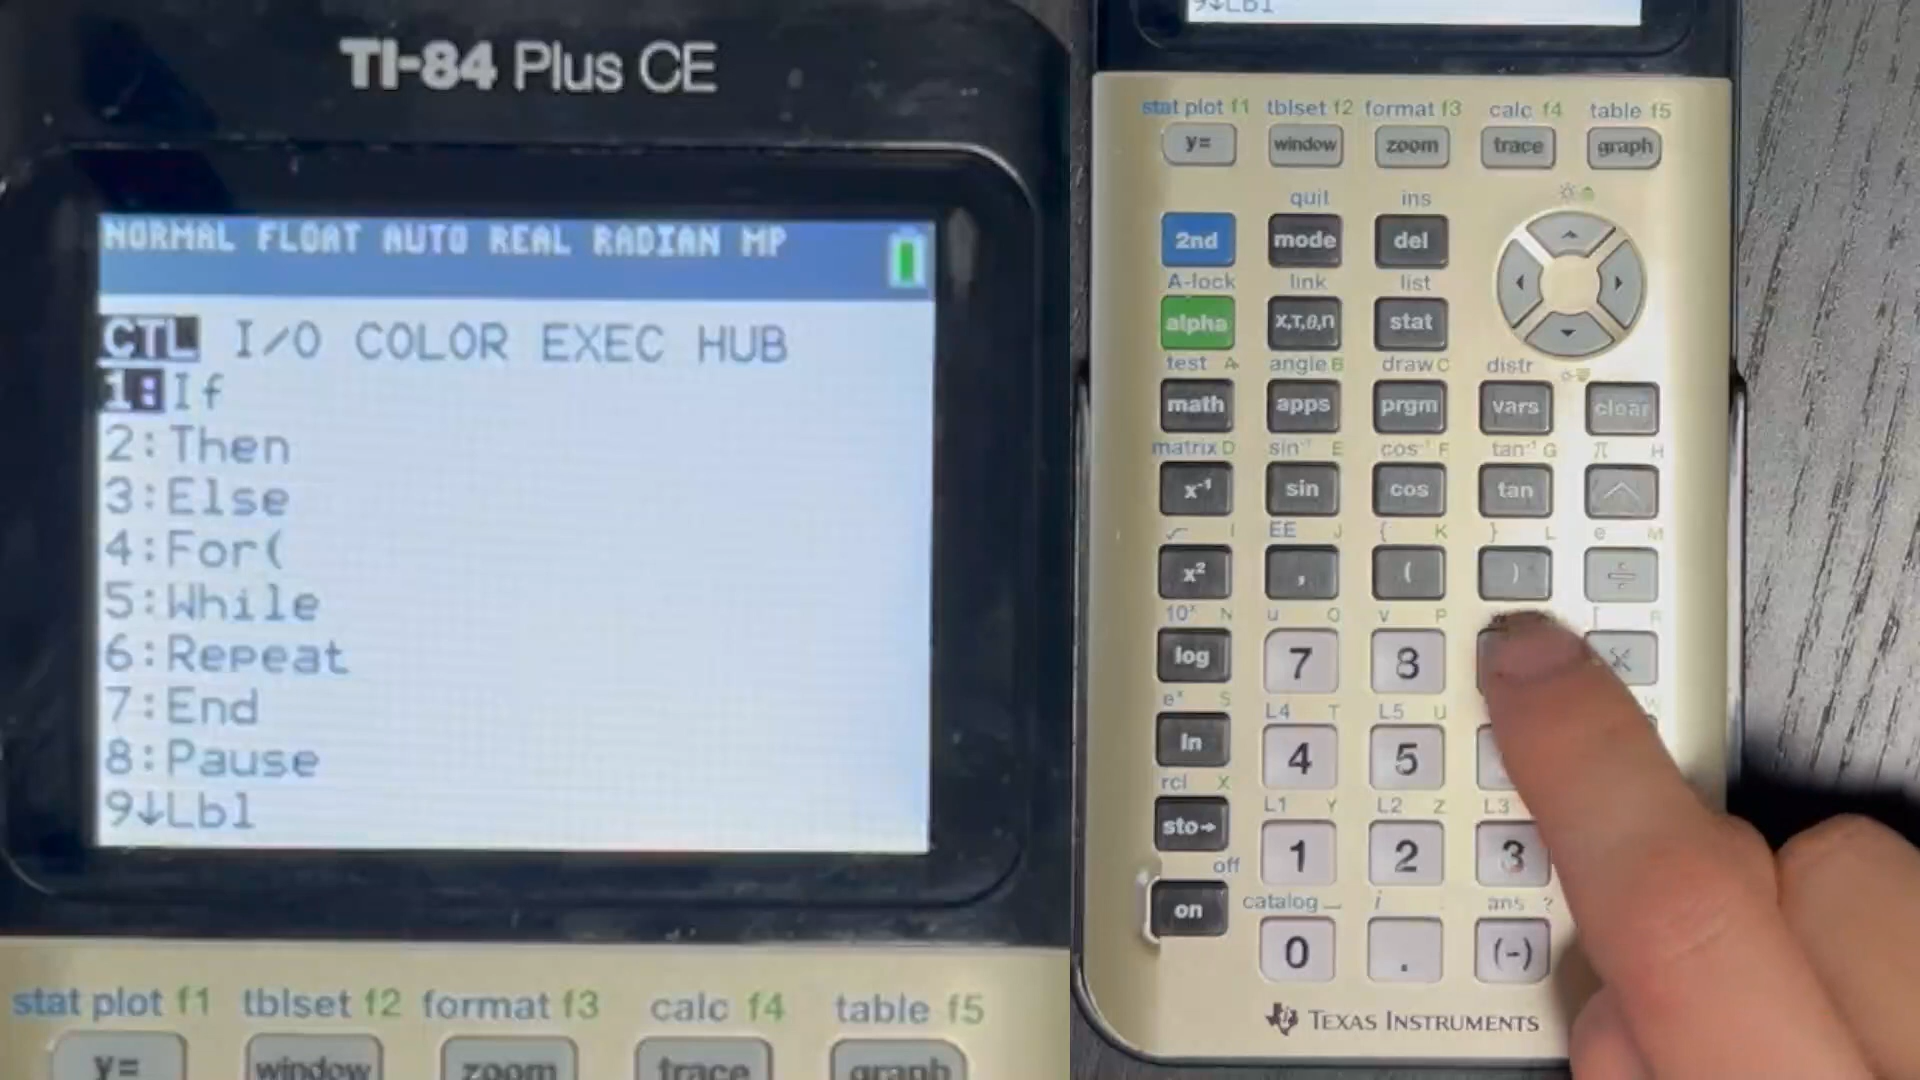 TI-84 Plus CE
NORMAL FLOAT AUTO REAL RADIAN MP
CTL I/O COLOR EXEC HUB
1:If
2:Then
3:Else
4:For(
5:While
6:Repeat
7:End
8:Pause
9↓Lbl
stat plot f1 tblset f2 format f3 calc f4 table f5
y= window zoom trace graph
9↓Lbl
stat plot f1 tblset f2 format f3 calc f4 table f5
y= window zoom trace graph
quit ins
2nd mode del
A-lock link list
alpha X,T,θ,n stat
test A angle B draw C distr
math apps prgm vars clear
matrix D sin⁻¹ E cos⁻¹ F tan⁻¹ G π H
x⁻¹ sin cos tan ^
√ I EE J { K } L e M
x² , ( ) ÷
10ˣ N u O v P [ R
log 7 8 ×
eˣ S L4 T L5 U W
ln 4 5
rcl X L1 Y L2 Z L3
sto→ 1 2 3
off catalog _ i : ans ?
on 0 . (-)
TEXAS INSTRUMENTS